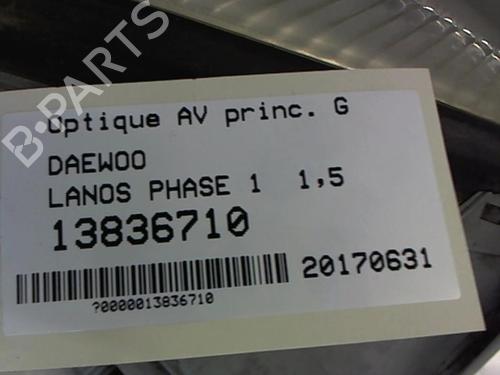 B-PARTS
Optique AV princ. G
DAEWOO
LANOS PHASE 1 1,5
13836710
20170631
?0000013836710